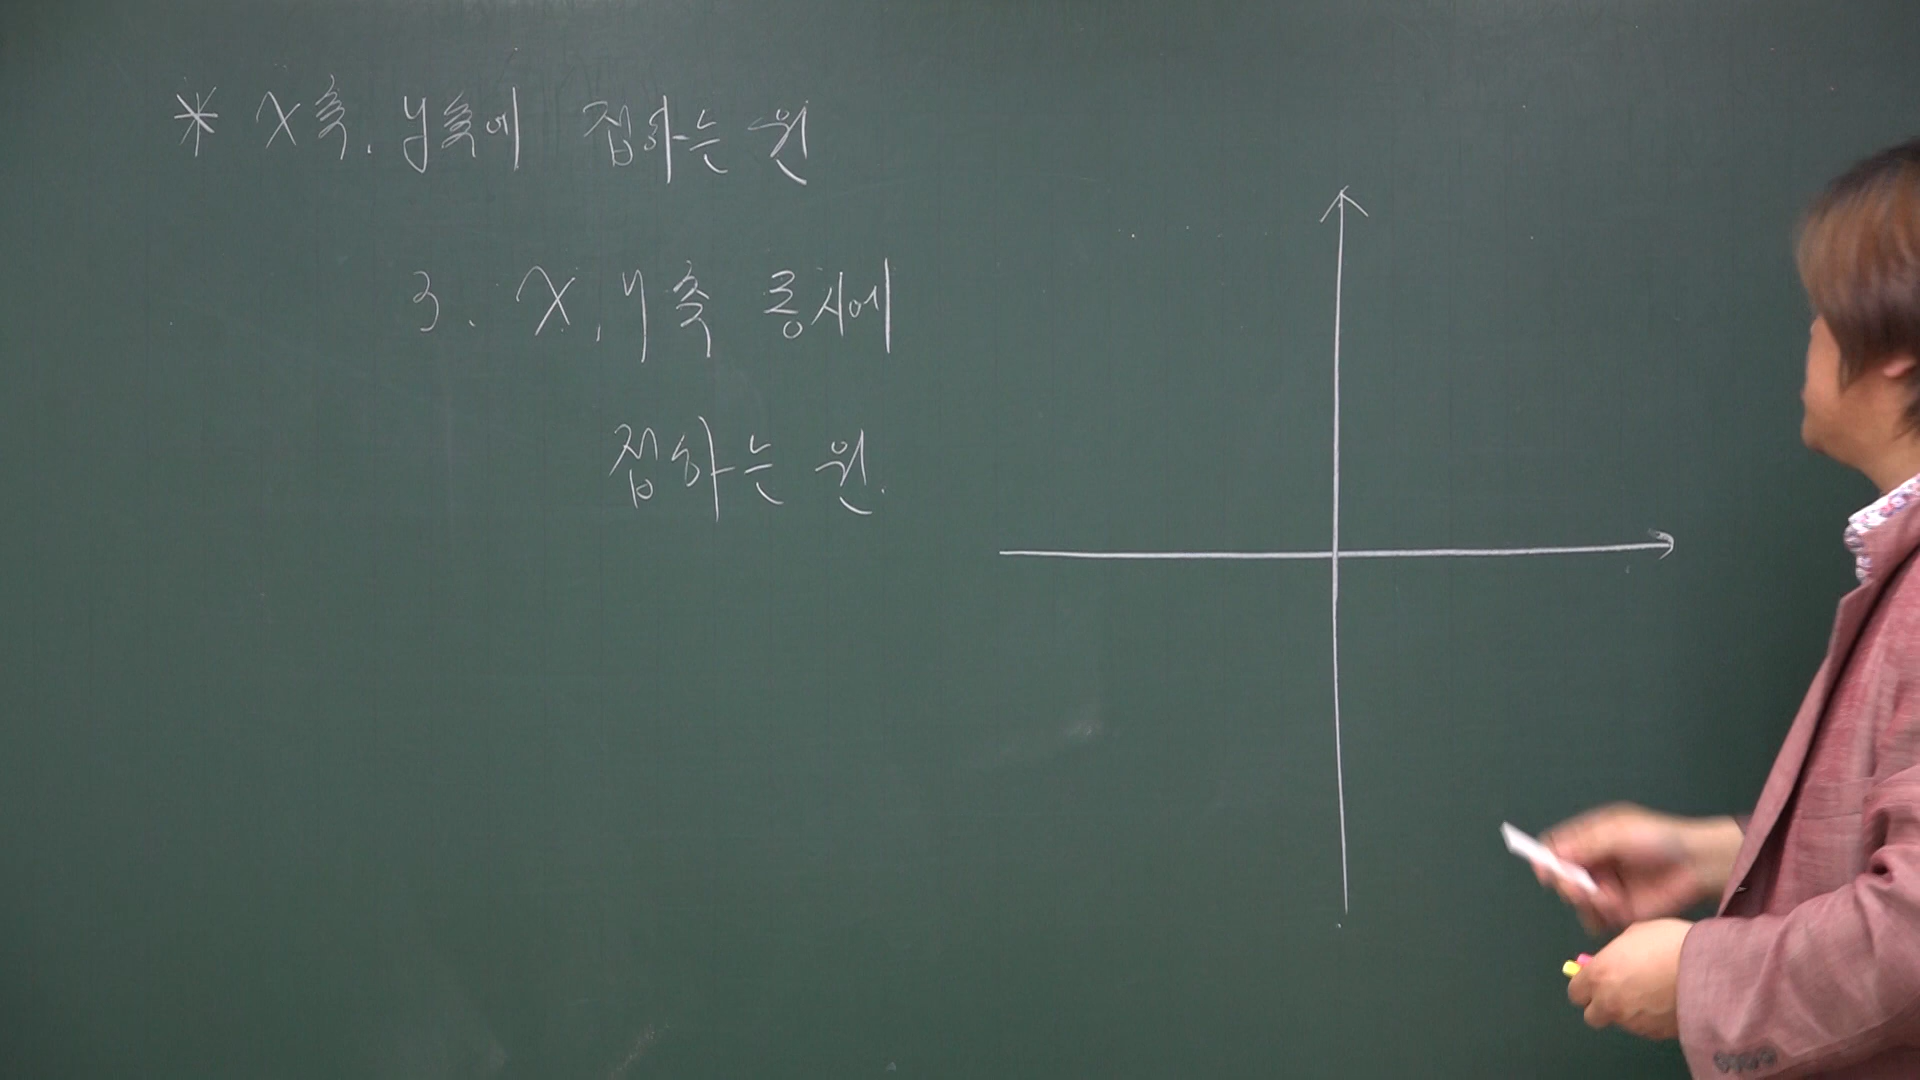 * x축, y축에 접하는 원
3. x, y축 동시에
접하는 원.